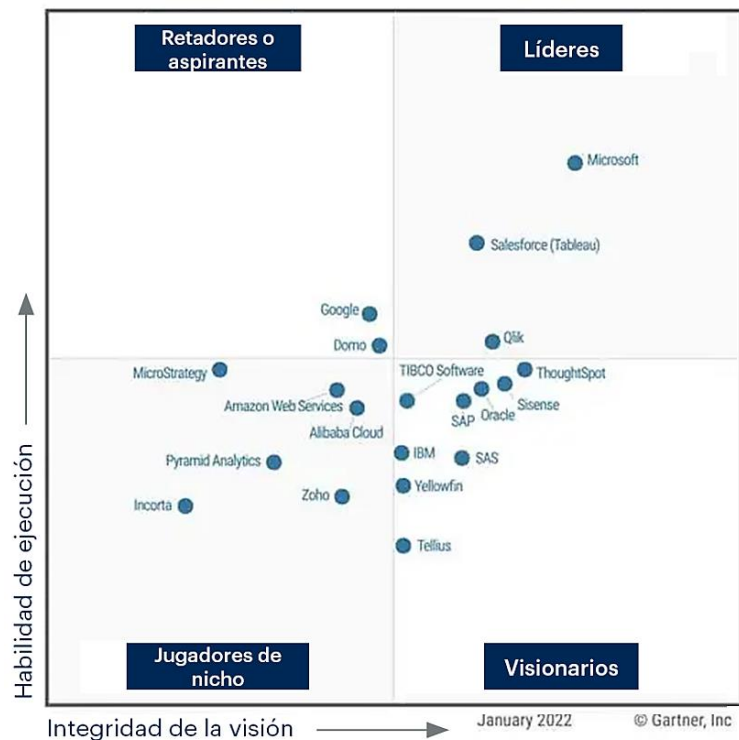 Retadores o
aspirantes
Líderes
Microsoft
Salesforce (Tableau)
Google
Domo
Qlik
MicroStrategy
TIBCO Software
ThoughtSpot
Amazon Web Services
Sisense
Oracle
SAP
Alibaba Cloud
IBM
SAS
Pyramid Analytics
Yellowfin
Zoho
Incorta
Tellius
Jugadores de
nicho
Visionarios
Habilidad de ejecución
Integridad de la visión
January 2022
© Gartner, Inc